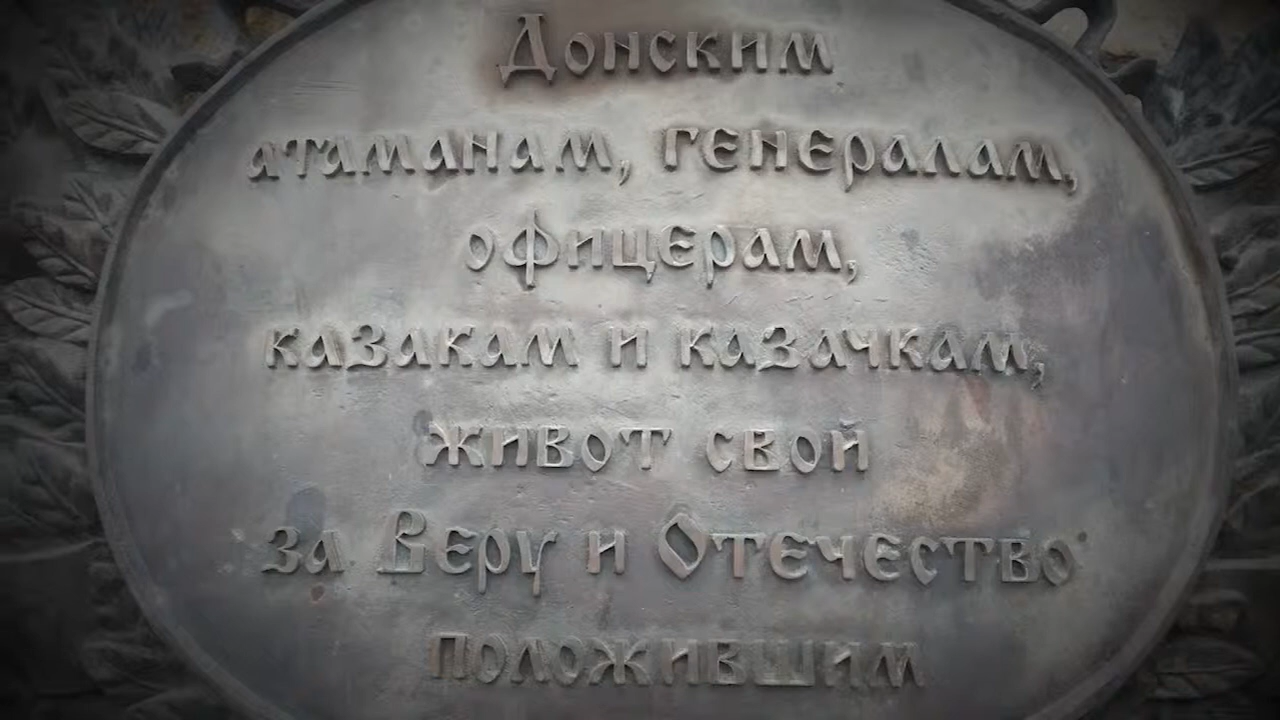 Донским
атаманам, генералам,
офицерам,
казакам и казачкам,
живот свой
за Веру и Отечество
положившим